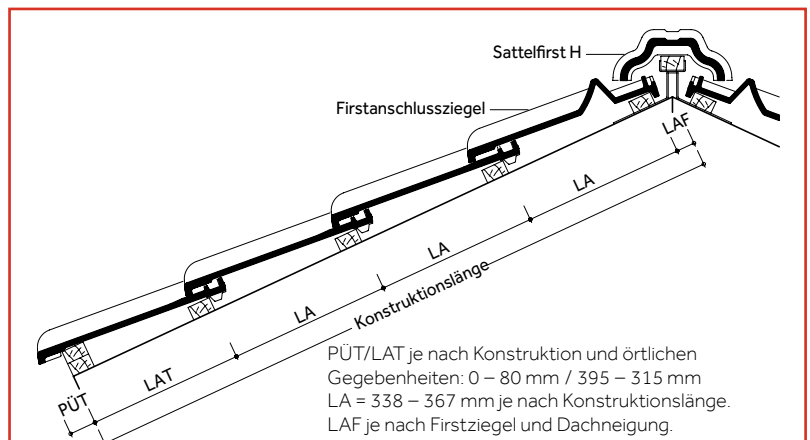 Sattelfirst H
Firstanschlussziegel
LAF
LA
LA
LA
Konstruktionslänge
LAT
PÜT
PÜT/LAT je nach Konstruktion und örtlichen
Gegebenheiten: 0 – 80 mm / 395 – 315 mm
LA = 338 – 367 mm je nach Konstruktionslänge.
LAF je nach Firstziegel und Dachneigung.